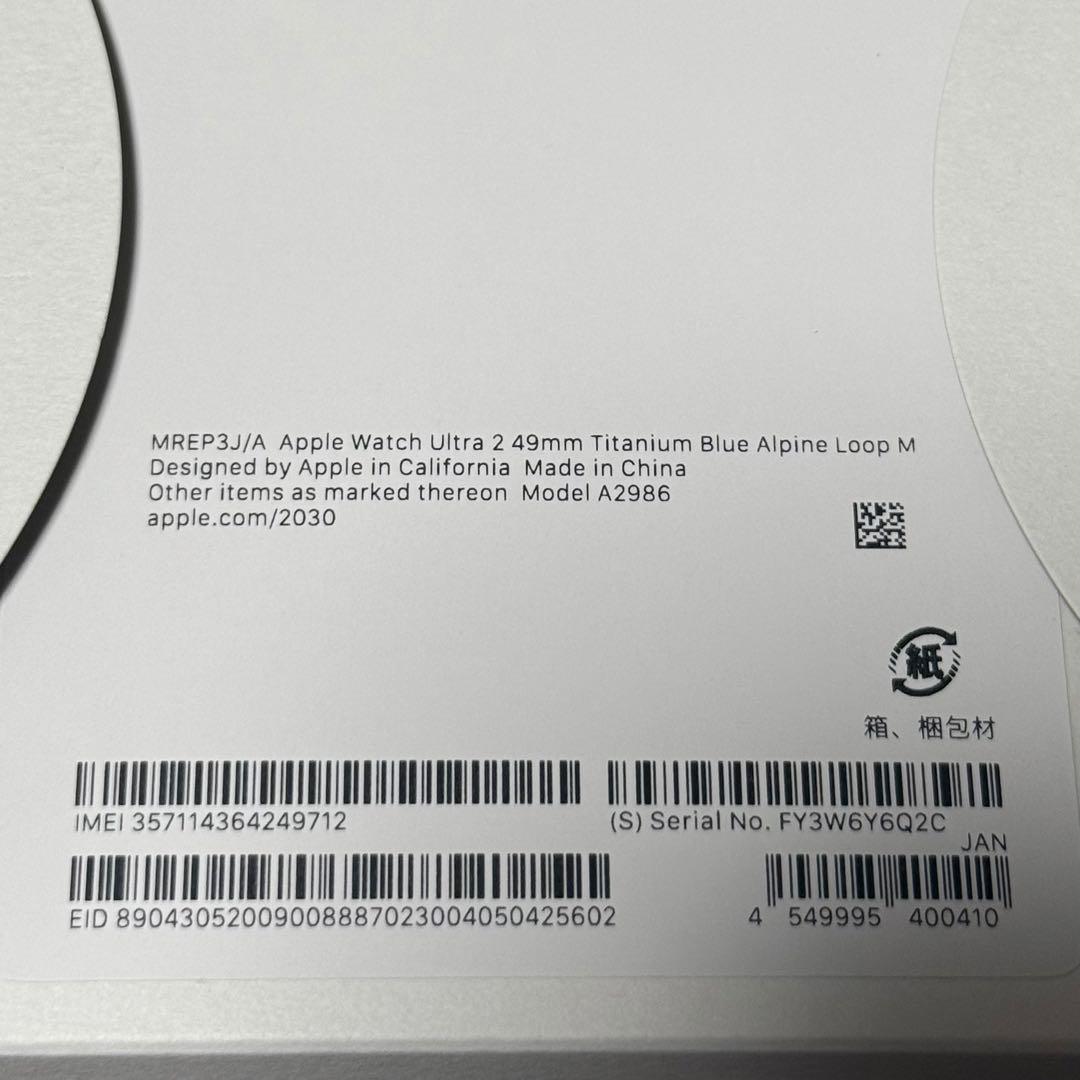 MREP3J/A Apple Watch Ultra 2 49mm Titanium Blue Alpine Loop M
Designed by Apple in California Made in China
Other items as marked thereon Model A2986
apple.com/2030
紙
箱、梱包材
IMEI 357114364249712
(S) Serial No. FY3W6Y6Q2C
JAN
EID 89043052009008887023004050425602
4 549995 400410